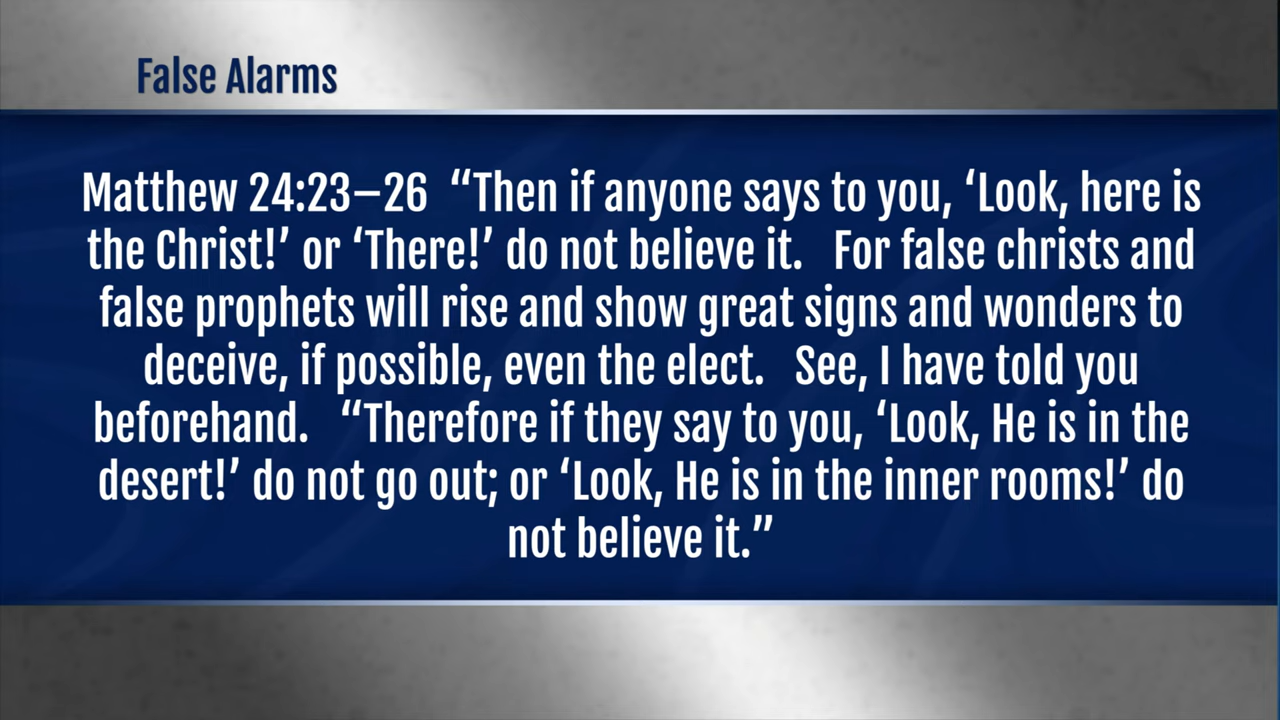 False Alarms
Matthew 24:23–26  “Then if anyone says to you, ‘Look, here is
the Christ!’ or ‘There!’ do not believe it.   For false christs and
false prophets will rise and show great signs and wonders to
deceive, if possible, even the elect.   See, I have told you
beforehand.   “Therefore if they say to you, ‘Look, He is in the
desert!’ do not go out; or ‘Look, He is in the inner rooms!’ do
not believe it.”